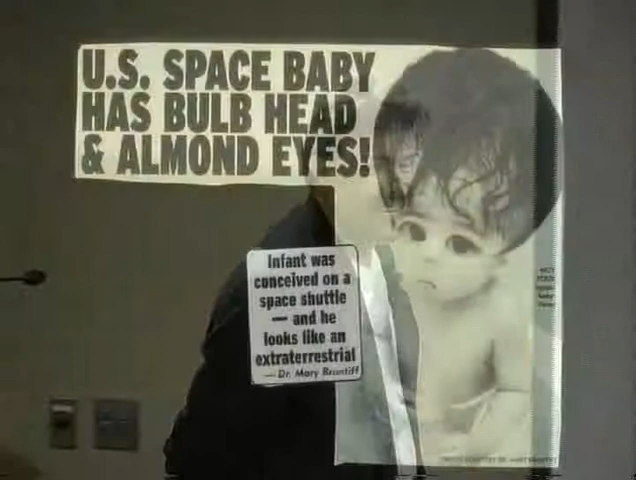 U.S. SPACE BABY
HAS BULB HEAD
& ALMOND EYES!
Infant was
conceived on a
space shuttle
— and he
looks like an
extraterrestrial
— Dr. Mary Brantiff